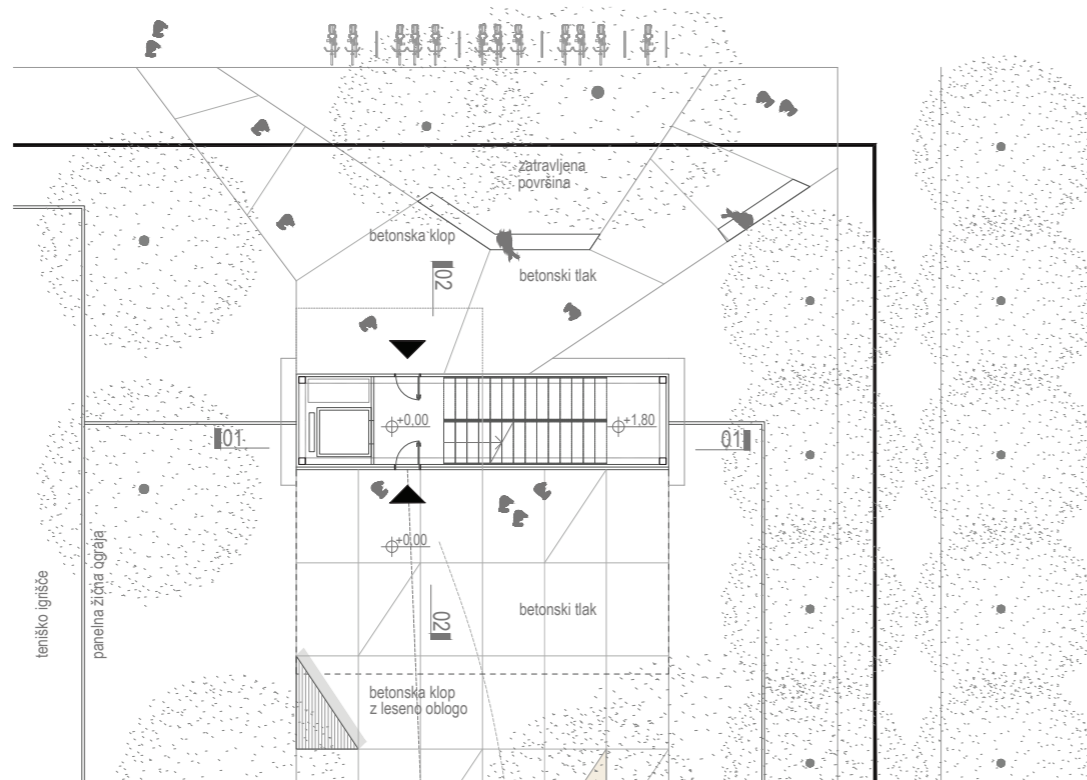 zatravljena
površina
betonska klop
betonski tlak
02
+0.00
+1.80
01
01
+0.00
02
betonski tlak
teniško igrišče
panelna žična ograja
betonska klop
z leseno oblogo